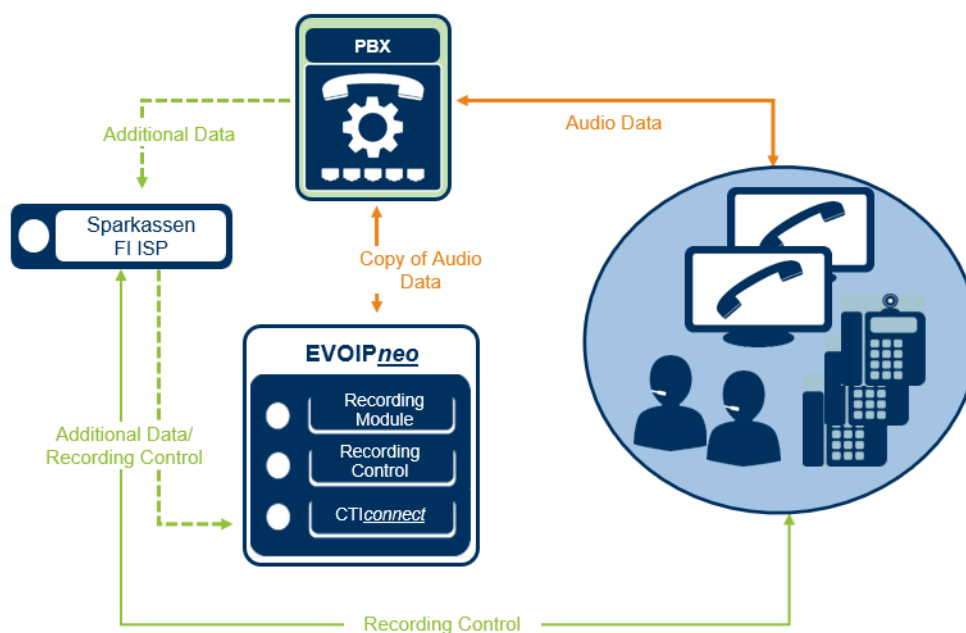 PBX
Additional Data
Audio Data
Sparkassen
FI ISP
Copy of Audio
Data
EVOIPneo
Recording
Module
Recording
Control
CTIconnect
Additional Data/
Recording Control
Recording Control